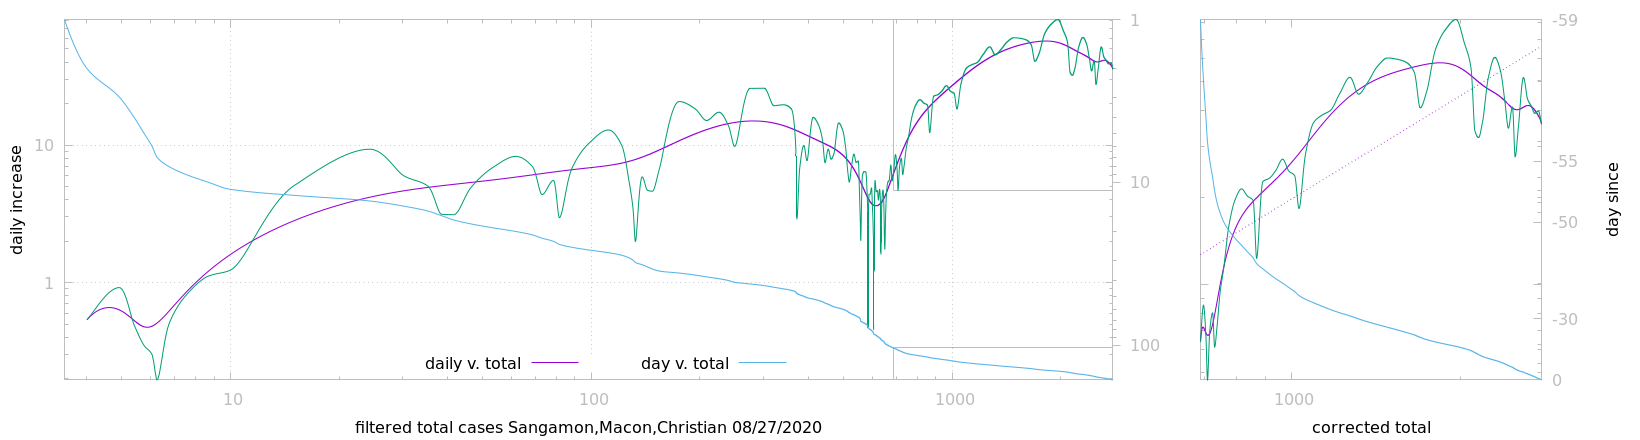 daily increase
10
1
daily v. total
day v. total
1
10
100
10
100
1000
filtered total cases Sangamon,Macon,Christian 08/27/2020
-59
-55
-50
-30
0
day since
1000
corrected total